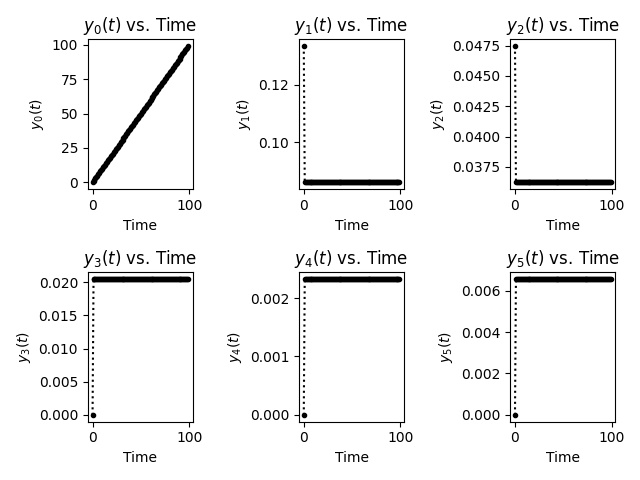 y₀(t) vs. Time
100
75
50
25
0
y₀(t)
0 100
Time
y₁(t) vs. Time
0.12
0.10
y₁(t)
0 100
Time
y₂(t) vs. Time
0.0475
0.0450
0.0425
0.0400
0.0375
y₂(t)
0 100
Time
y₃(t) vs. Time
0.020
0.015
0.010
0.005
0.000
y₃(t)
0 100
Time
y₄(t) vs. Time
0.002
0.001
0.000
y₄(t)
0 100
Time
y₅(t) vs. Time
0.006
0.004
0.002
0.000
y₅(t)
0 100
Time